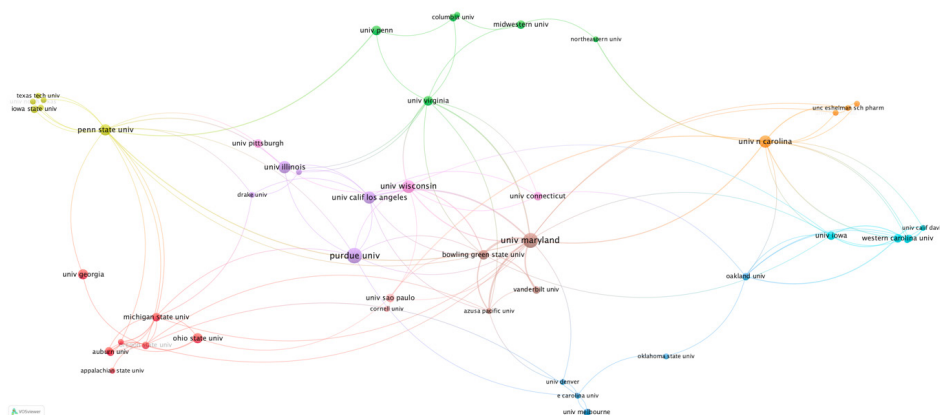 columbia univ
midwestern univ
univ penn
northeastern univ
texas tech univ
iowa state univ
univ virginia
unc eshelman sch pharm
penn state univ
univ pittsburgh
univ n carolina
univ illinois
drake univ
univ wisconsin
univ calif los angeles
univ connecticut
univ calif davi
univ iowa
western carolina univ
univ maryland
purdue univ
bowling green state univ
univ georgia
oakland univ
vanderbilt univ
univ sao paulo
cornell univ
azusa pacific univ
michigan state univ
ohio state univ
auburn univ
appalachian state univ
oklahoma state univ
univ denver
e carolina univ
univ melbourne
VOSviewer